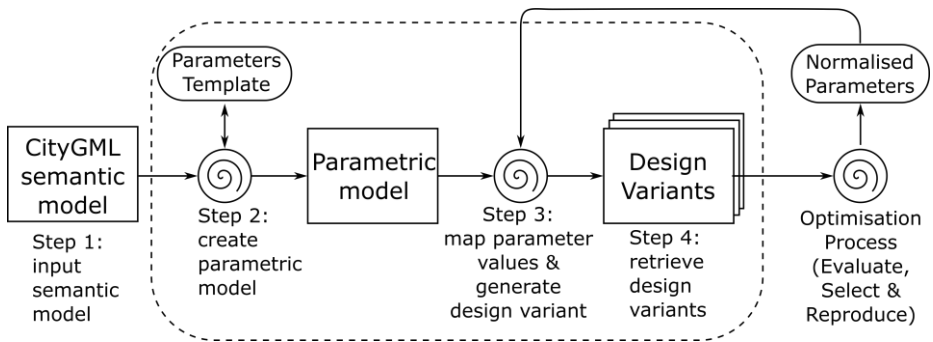 Parameters
Template
Normalised
Parameters
CityGML
semantic
model
Parametric
model
Design
Variants
Step 1:
input
semantic
model
Step 2:
create
parametric
model
Step 3:
map parameter
values &
generate
design variant
Step 4:
retrieve
design
variants
Optimisation
Process
(Evaluate,
Select &
Reproduce)